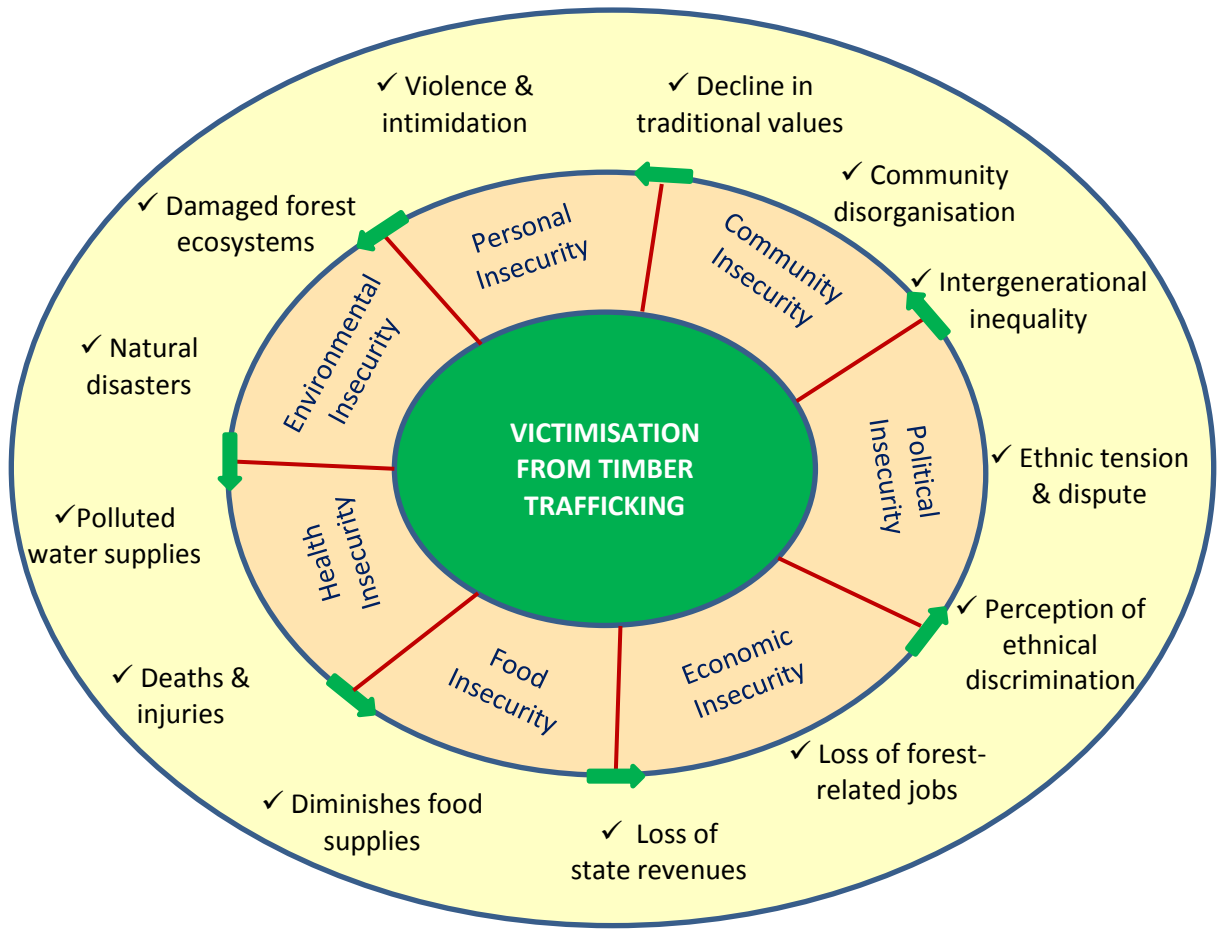 ✓ Violence &
intimidation
✓ Decline in
traditional values
✓ Community
disorganisation
✓ Intergenerational
inequality
✓ Ethnic tension
& dispute
✓ Perception of
ethnical
discrimination
✓ Loss of forest-
related jobs
✓ Loss of
state revenues
✓ Diminishes food
supplies
✓ Deaths &
injuries
✓Polluted
water supplies
✓ Natural
disasters
✓ Damaged forest
ecosystems
Personal
Insecurity
Community
Insecurity
Political
Insecurity
Economic
Insecurity
Food
Insecurity
Health
Insecurity
Environmental
Insecurity
VICTIMISATION
FROM TIMBER
TRAFFICKING